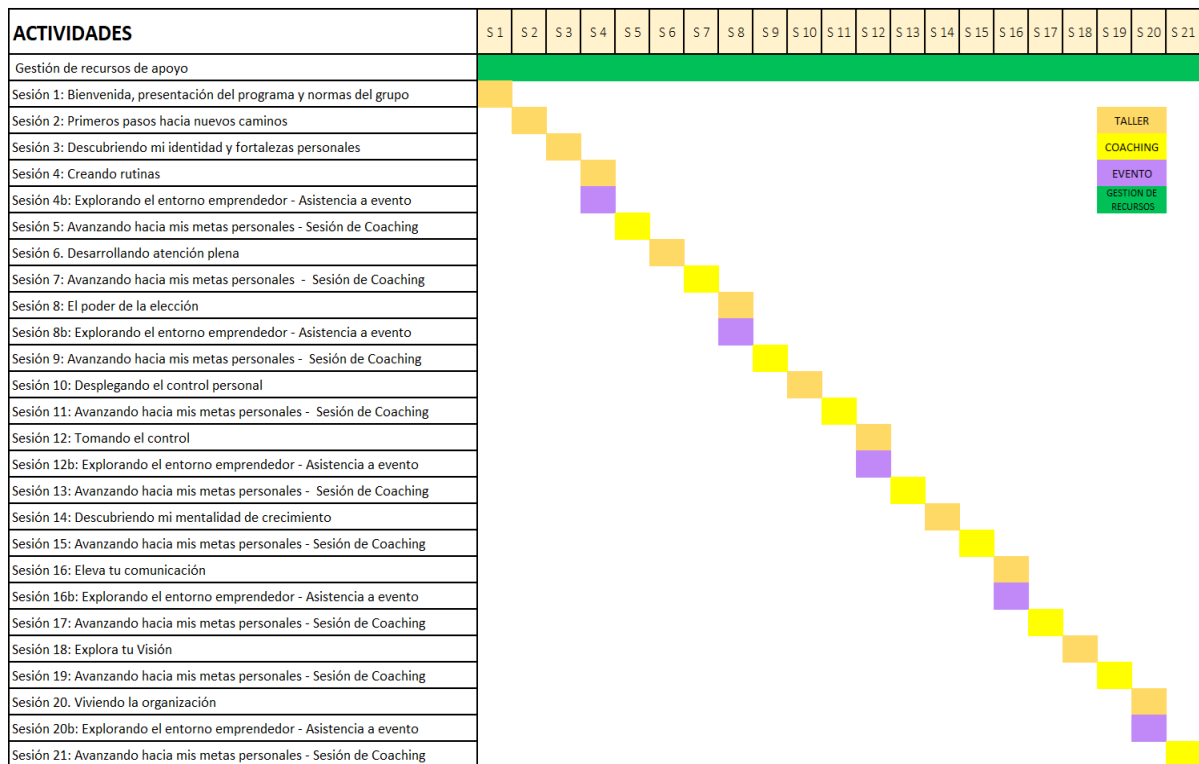 ACTIVIDADES S 1 S 2 S 3 S 4 S 5 S 6 S 7 S 8 S 9 S 10 S 11 S 12 S 13 S 14 S 15 S 16 S 17 S 18 S 19 S 20 S 21
Gestión de recursos de apoyo
Sesión 1: Bienvenida, presentación del programa y normas del grupo
Sesión 2: Primeros pasos hacia nuevos caminos
Sesión 3: Descubriendo mi identidad y fortalezas personales
Sesión 4: Creando rutinas
Sesión 4b: Explorando el entorno emprendedor - Asistencia a evento
Sesión 5: Avanzando hacia mis metas personales - Sesión de Coaching
Sesión 6. Desarrollando atención plena
Sesión 7: Avanzando hacia mis metas personales - Sesión de Coaching
Sesión 8: El poder de la elección
Sesión 8b: Explorando el entorno emprendedor - Asistencia a evento
Sesión 9: Avanzando hacia mis metas personales - Sesión de Coaching
Sesión 10: Desplegando el control personal
Sesión 11: Avanzando hacia mis metas personales - Sesión de Coaching
Sesión 12: Tomando el control
Sesión 12b: Explorando el entorno emprendedor - Asistencia a evento
Sesión 13: Avanzando hacia mis metas personales - Sesión de Coaching
Sesión 14: Descubriendo mi mentalidad de crecimiento
Sesión 15: Avanzando hacia mis metas personales - Sesión de Coaching
Sesión 16: Eleva tu comunicación
Sesión 16b: Explorando el entorno emprendedor - Asistencia a evento
Sesión 17: Avanzando hacia mis metas personales - Sesión de Coaching
Sesión 18: Explora tu Visión
Sesión 19: Avanzando hacia mis metas personales - Sesión de Coaching
Sesión 20. Viviendo la organización
Sesión 20b: Explorando el entorno emprendedor - Asistencia a evento
Sesión 21: Avanzando hacia mis metas personales - Sesión de Coaching
TALLER
COACHING
EVENTO
GESTION DE
RECURSOS